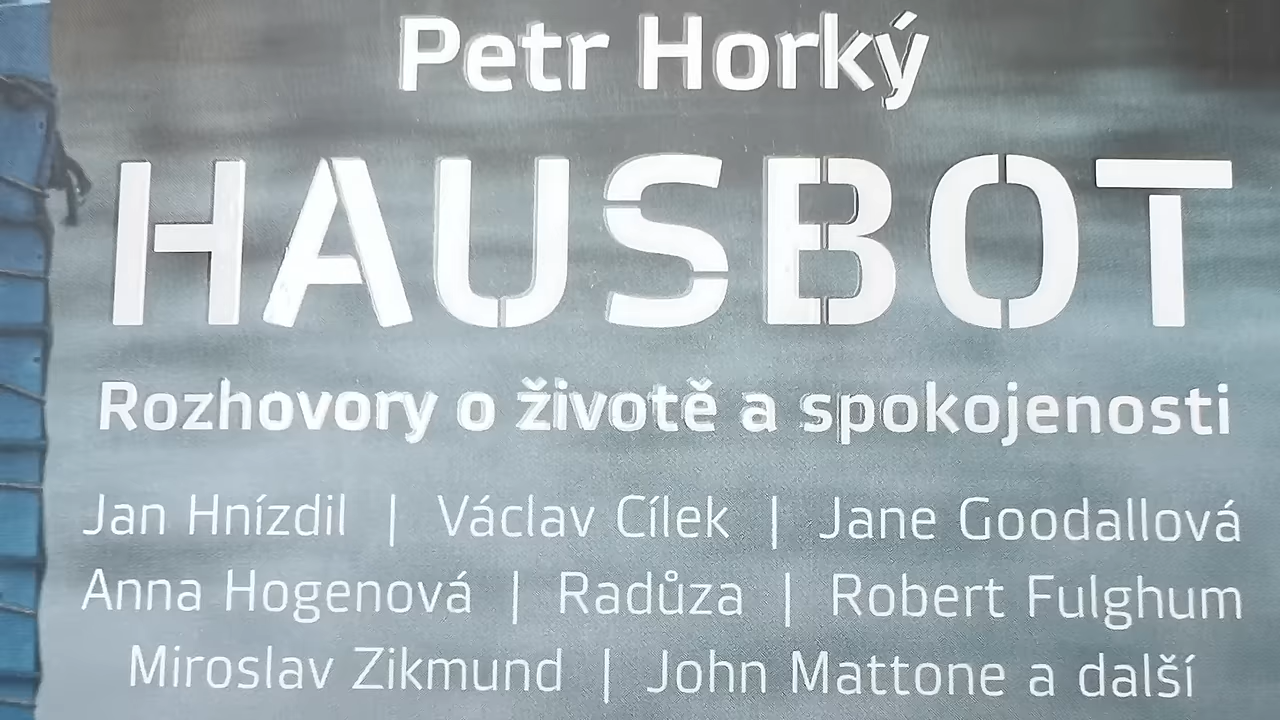 Petr Horký
HAUSBOT
Rozhovory o životě a spokojenosti
Jan Hnízdil | Václav Cílek | Jane Goodallová
Anna Hogenová | Radůza | Robert Fulghum
Miroslav Zikmund | John Mattone a další